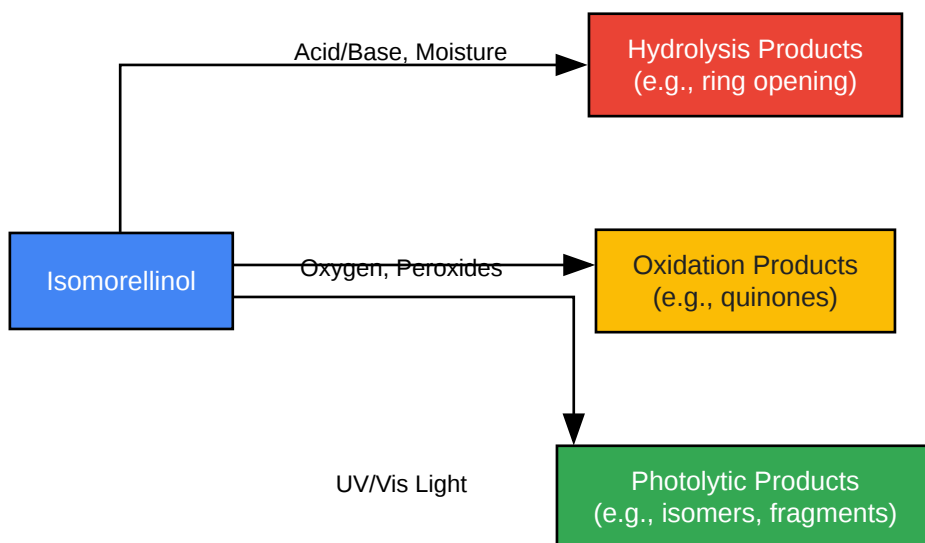 Acid/Base, Moisture
Hydrolysis Products
(e.g., ring opening)
Isomorellinol
Oxygen, Peroxides
Oxidation Products
(e.g., quinones)
UV/Vis Light
Photolytic Products
(e.g., isomers, fragments)